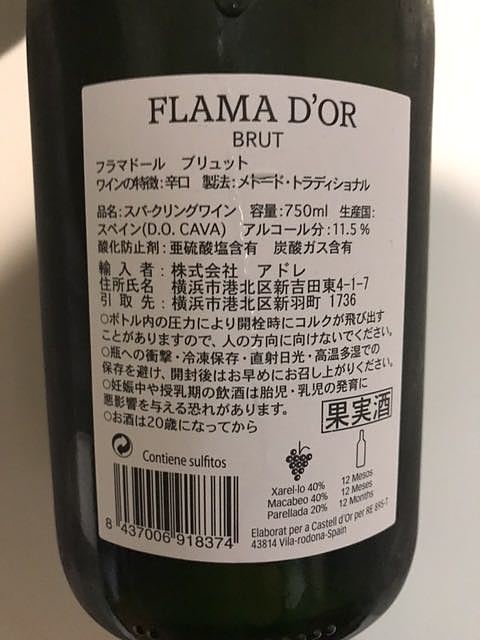 FLAMA D'OR
BRUT
フラマドール ブリュット
ワインの特徴:辛口 製法:メトード・トラディショナル
品名:スパークリングワイン 容量:750ml 生産国:
スペイン(D.O. CAVA) アルコール分:11.5%
酸化防止剤:亜硫酸塩含有 炭酸ガス含有
輸入者:株式会社 アドレ
住所氏名 横浜市港北区新吉田東4-1-7
引取先:横浜市港北区新羽町 1736
○ボトル内の圧力により開栓時にコルクが飛び出す
ことがありますので、人の方向に向けないでください。
○瓶への衝撃・冷凍保存・直射日光・高温多湿での
保存を避け、開封後はお早めにお召し上がりください。
○妊娠中や授乳期の飲酒は胎児・乳児の発育に
悪影響を与える恐れがあります。
○お酒は20歳になってから
果実酒
Contiene sulfitos
Xarel-lo 40%
Macabeo 40%
Parellada 20%
12 Mesos
12 Meses
12 Months
8 437006 918374
Elaborat per a Castell d'Or per RE 895-T
43814 Vila-rodona-Spain